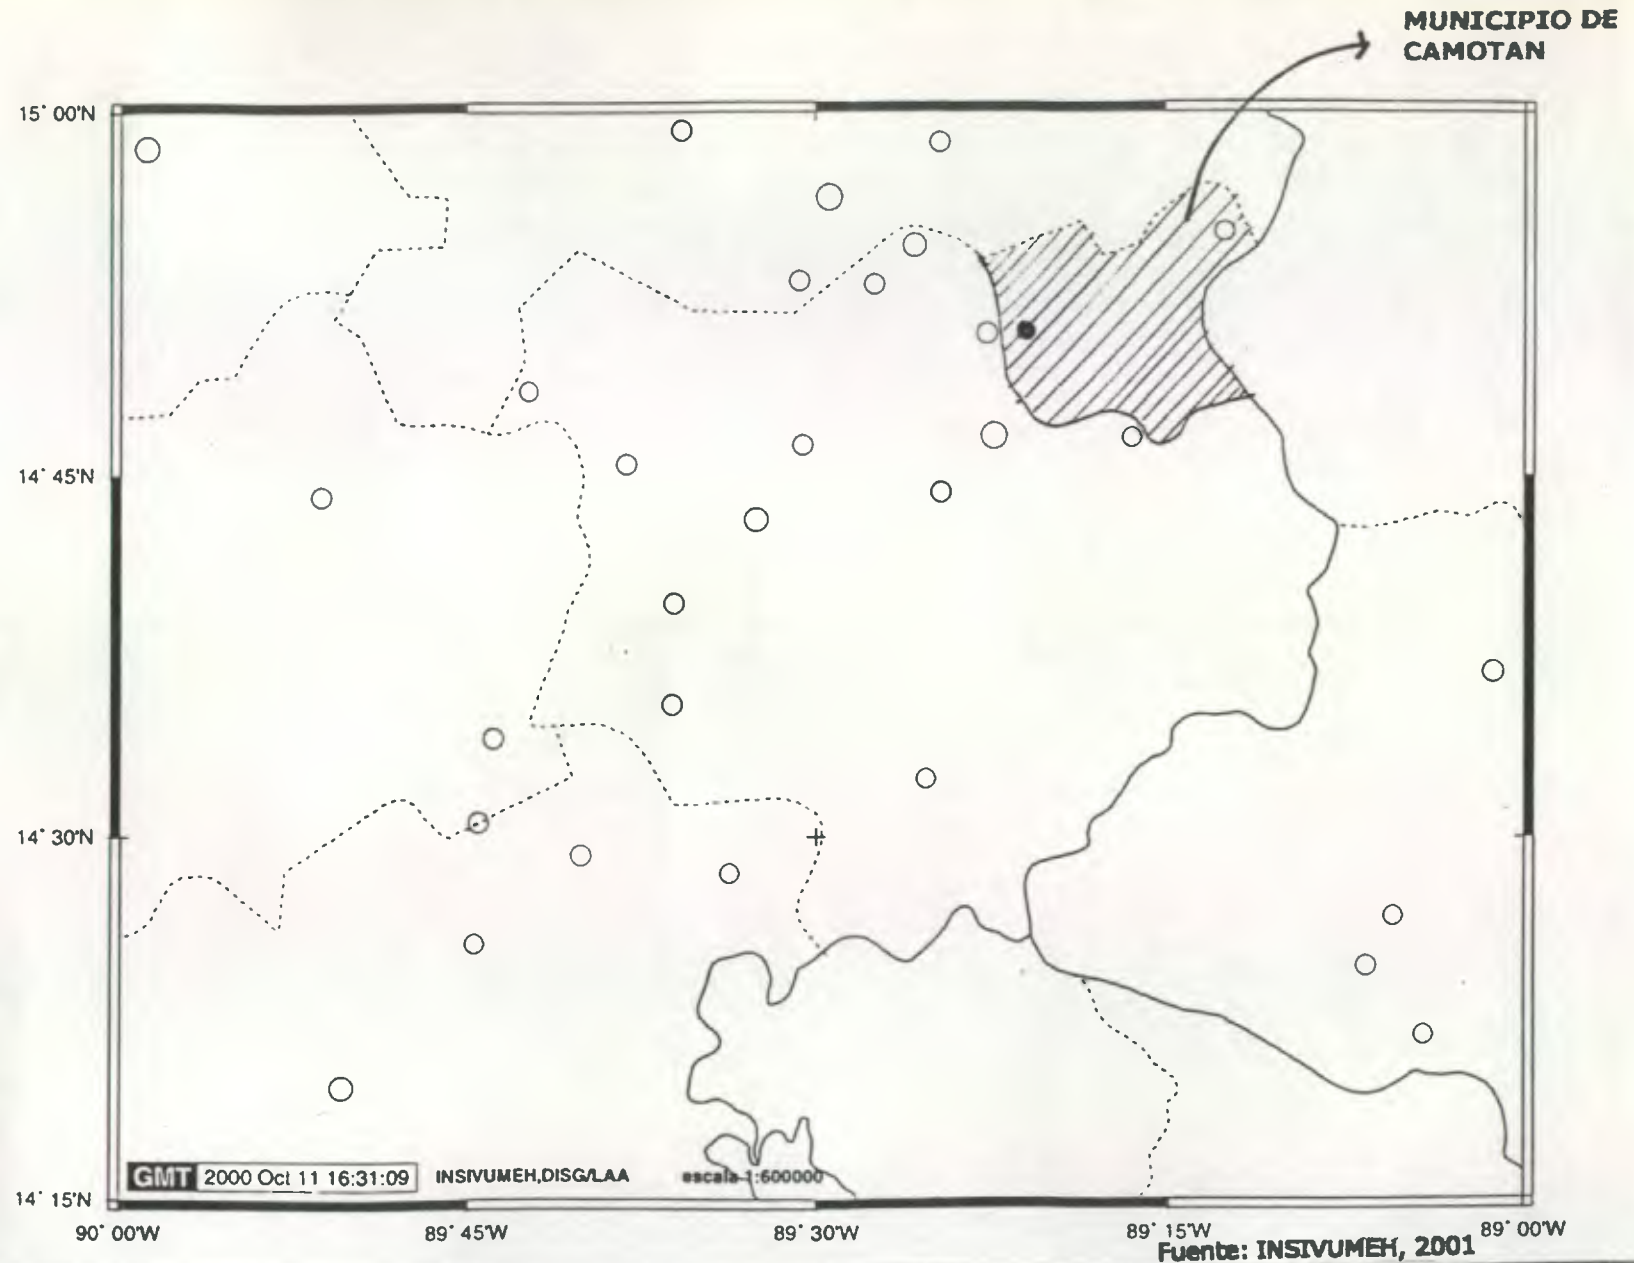 MUNICIPIO DE
CAMOTAN
15° 00'N
14° 45'N
14° 30'N
14° 15'N
GMT 2000 Oct 11 16:31:09 INSIVUMEH,DISG/LAA escala 1:600000
90° 00'W 89° 45'W 89° 30'W 89° 15'W 89° 00'W
Fuente: INSIVUMEH, 2001